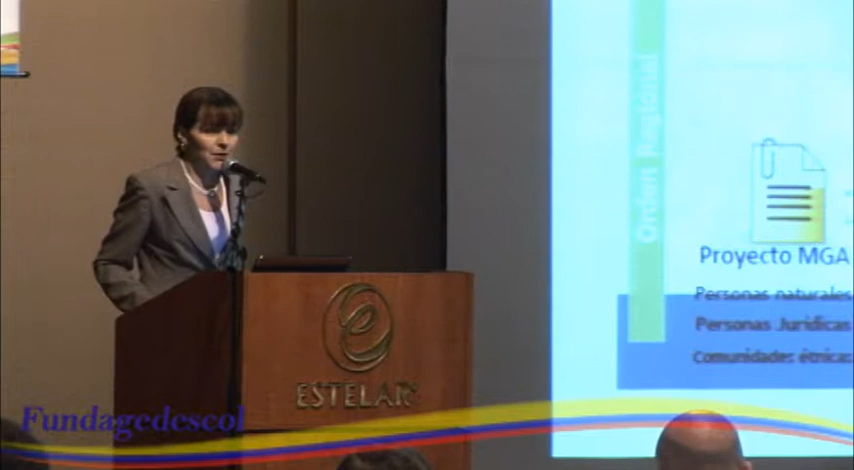 Orden Regional
Proyecto MGA
Personas naturales
Personas Jurídicas
Comunidades étnicas
ESTELAR
Fundagedescol